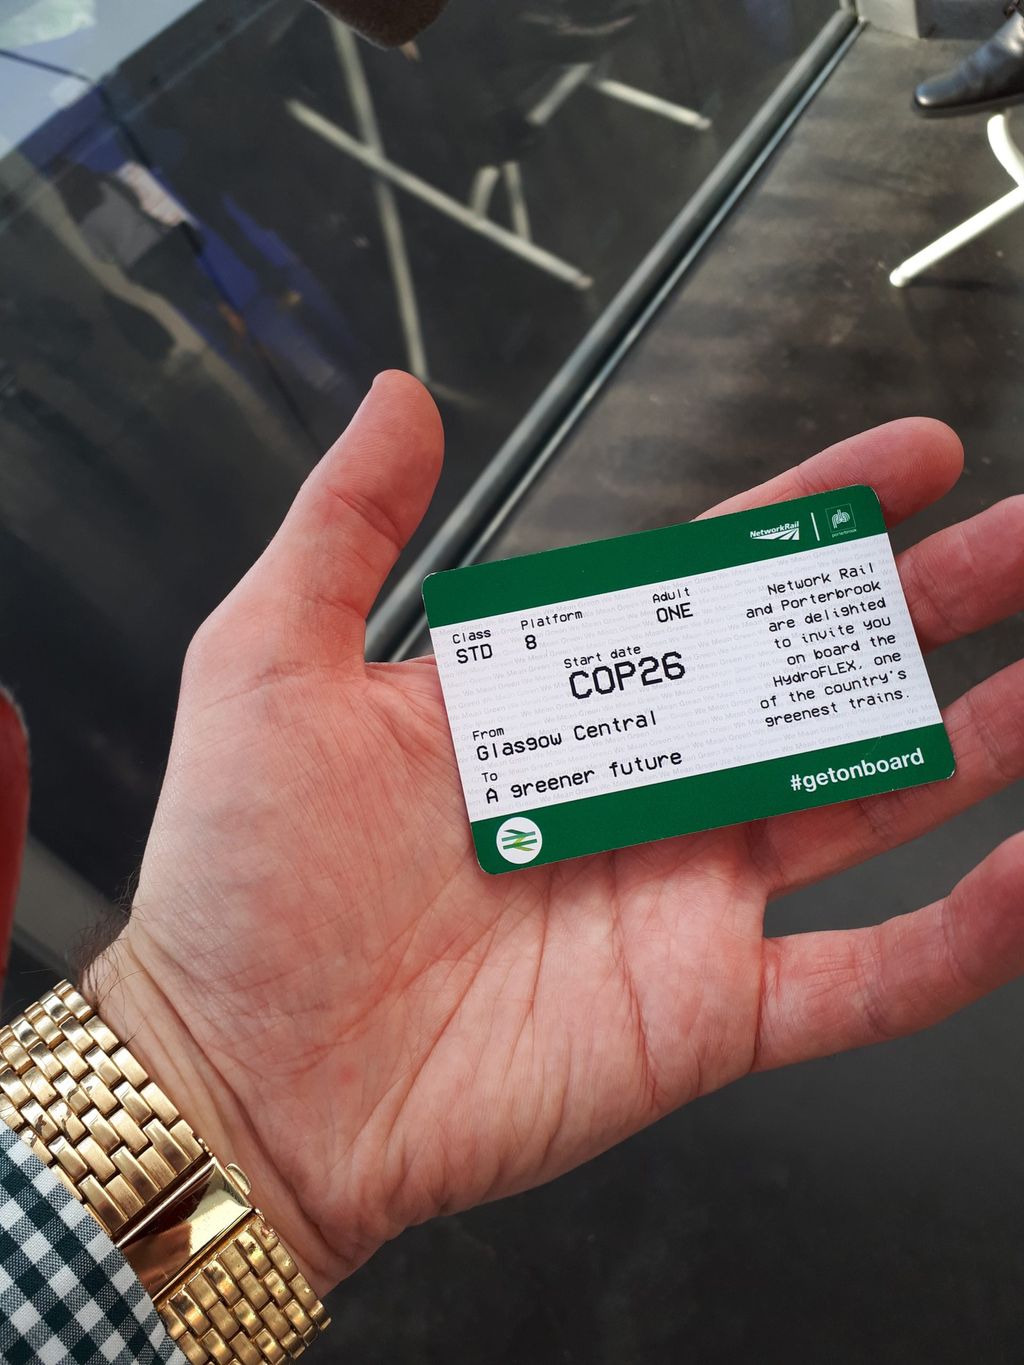 NetworkRail
porterbrook
Class
STD
Platform
8
Adult
ONE
Start date
COP26
From
Glasgow Central
To
A greener future
Network Rail
and Porterbrook
are delighted
to invite you
on board the
HydroFLEX, one
of the country's
greenest trains.
#getonboard